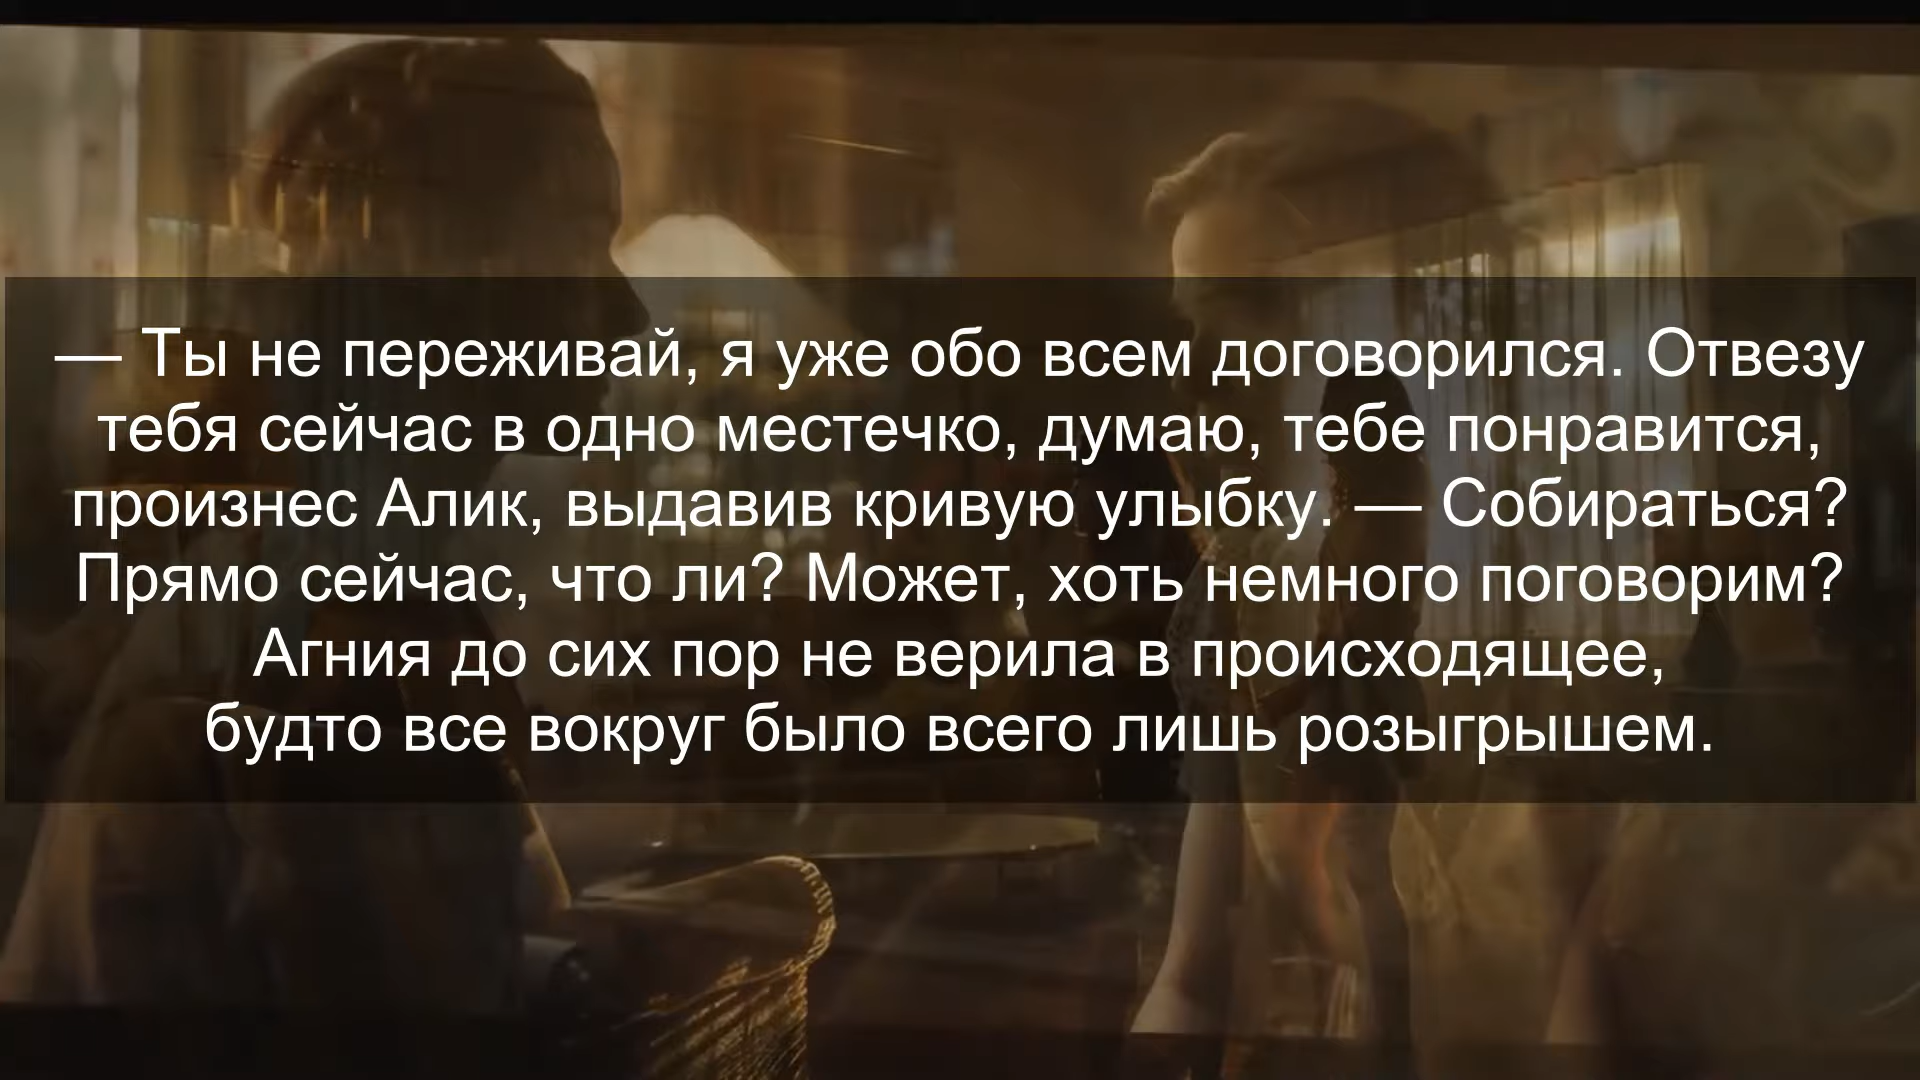 — Ты не переживай, я уже обо всем договорился. Отвезу
тебя сейчас в одно местечко, думаю, тебе понравится,
произнес Алик, выдавив кривую улыбку. — Собираться?
Прямо сейчас, что ли? Может, хоть немного поговорим?
Агния до сих пор не верила в происходящее,
будто все вокруг было всего лишь розыгрышем.